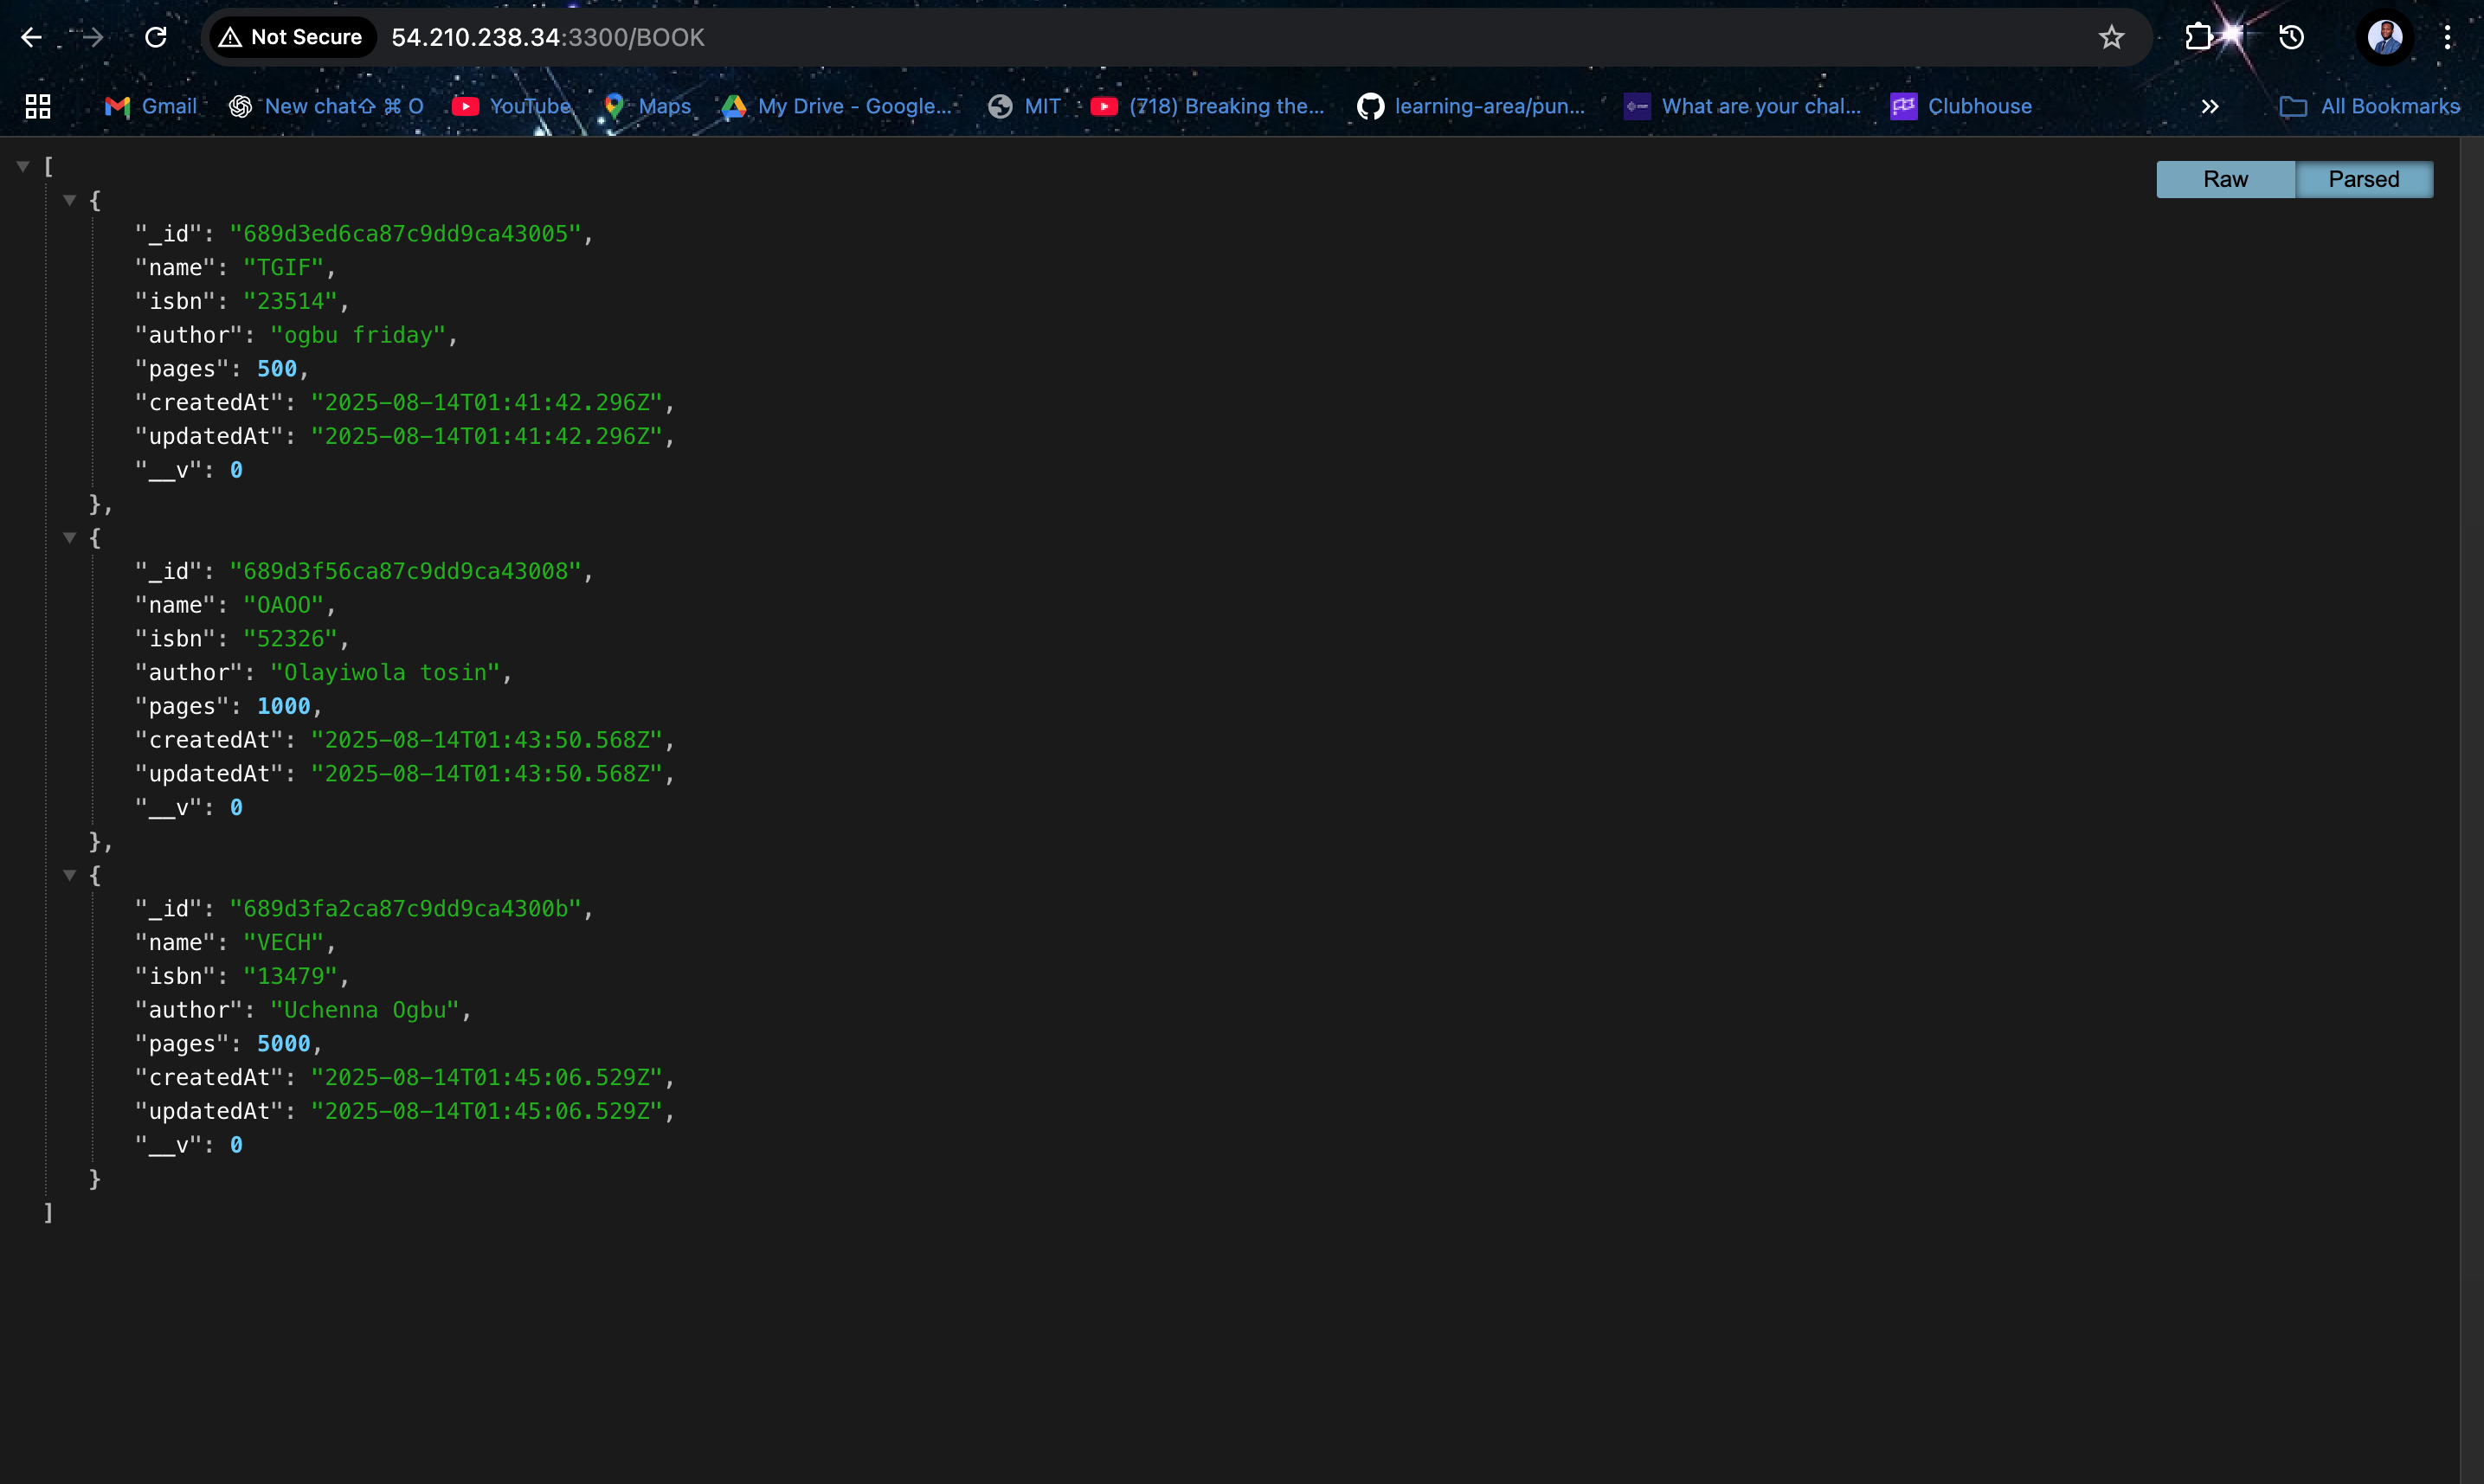 Not Secure 54.210.238.34:3300/BOOK
Gmail New chat⇧ ⌘ O YouTube Maps My Drive - Google... MIT (718) Breaking the... learning-area/pun... What are your chal... Clubhouse » All Bookmarks
Raw Parsed
[
{
"_id": "689d3ed6ca87c9dd9ca43005",
"name": "TGIF",
"isbn": "23514",
"author": "ogbu friday",
"pages": 500,
"createdAt": "2025-08-14T01:41:42.296Z",
"updatedAt": "2025-08-14T01:41:42.296Z",
"__v": 0
},
{
"_id": "689d3f56ca87c9dd9ca43008",
"name": "OAOO",
"isbn": "52326",
"author": "Olayiwola tosin",
"pages": 1000,
"createdAt": "2025-08-14T01:43:50.568Z",
"updatedAt": "2025-08-14T01:43:50.568Z",
"__v": 0
},
{
"_id": "689d3fa2ca87c9dd9ca4300b",
"name": "VECH",
"isbn": "13479",
"author": "Uchenna Ogbu",
"pages": 5000,
"createdAt": "2025-08-14T01:45:06.529Z",
"updatedAt": "2025-08-14T01:45:06.529Z",
"__v": 0
}
]